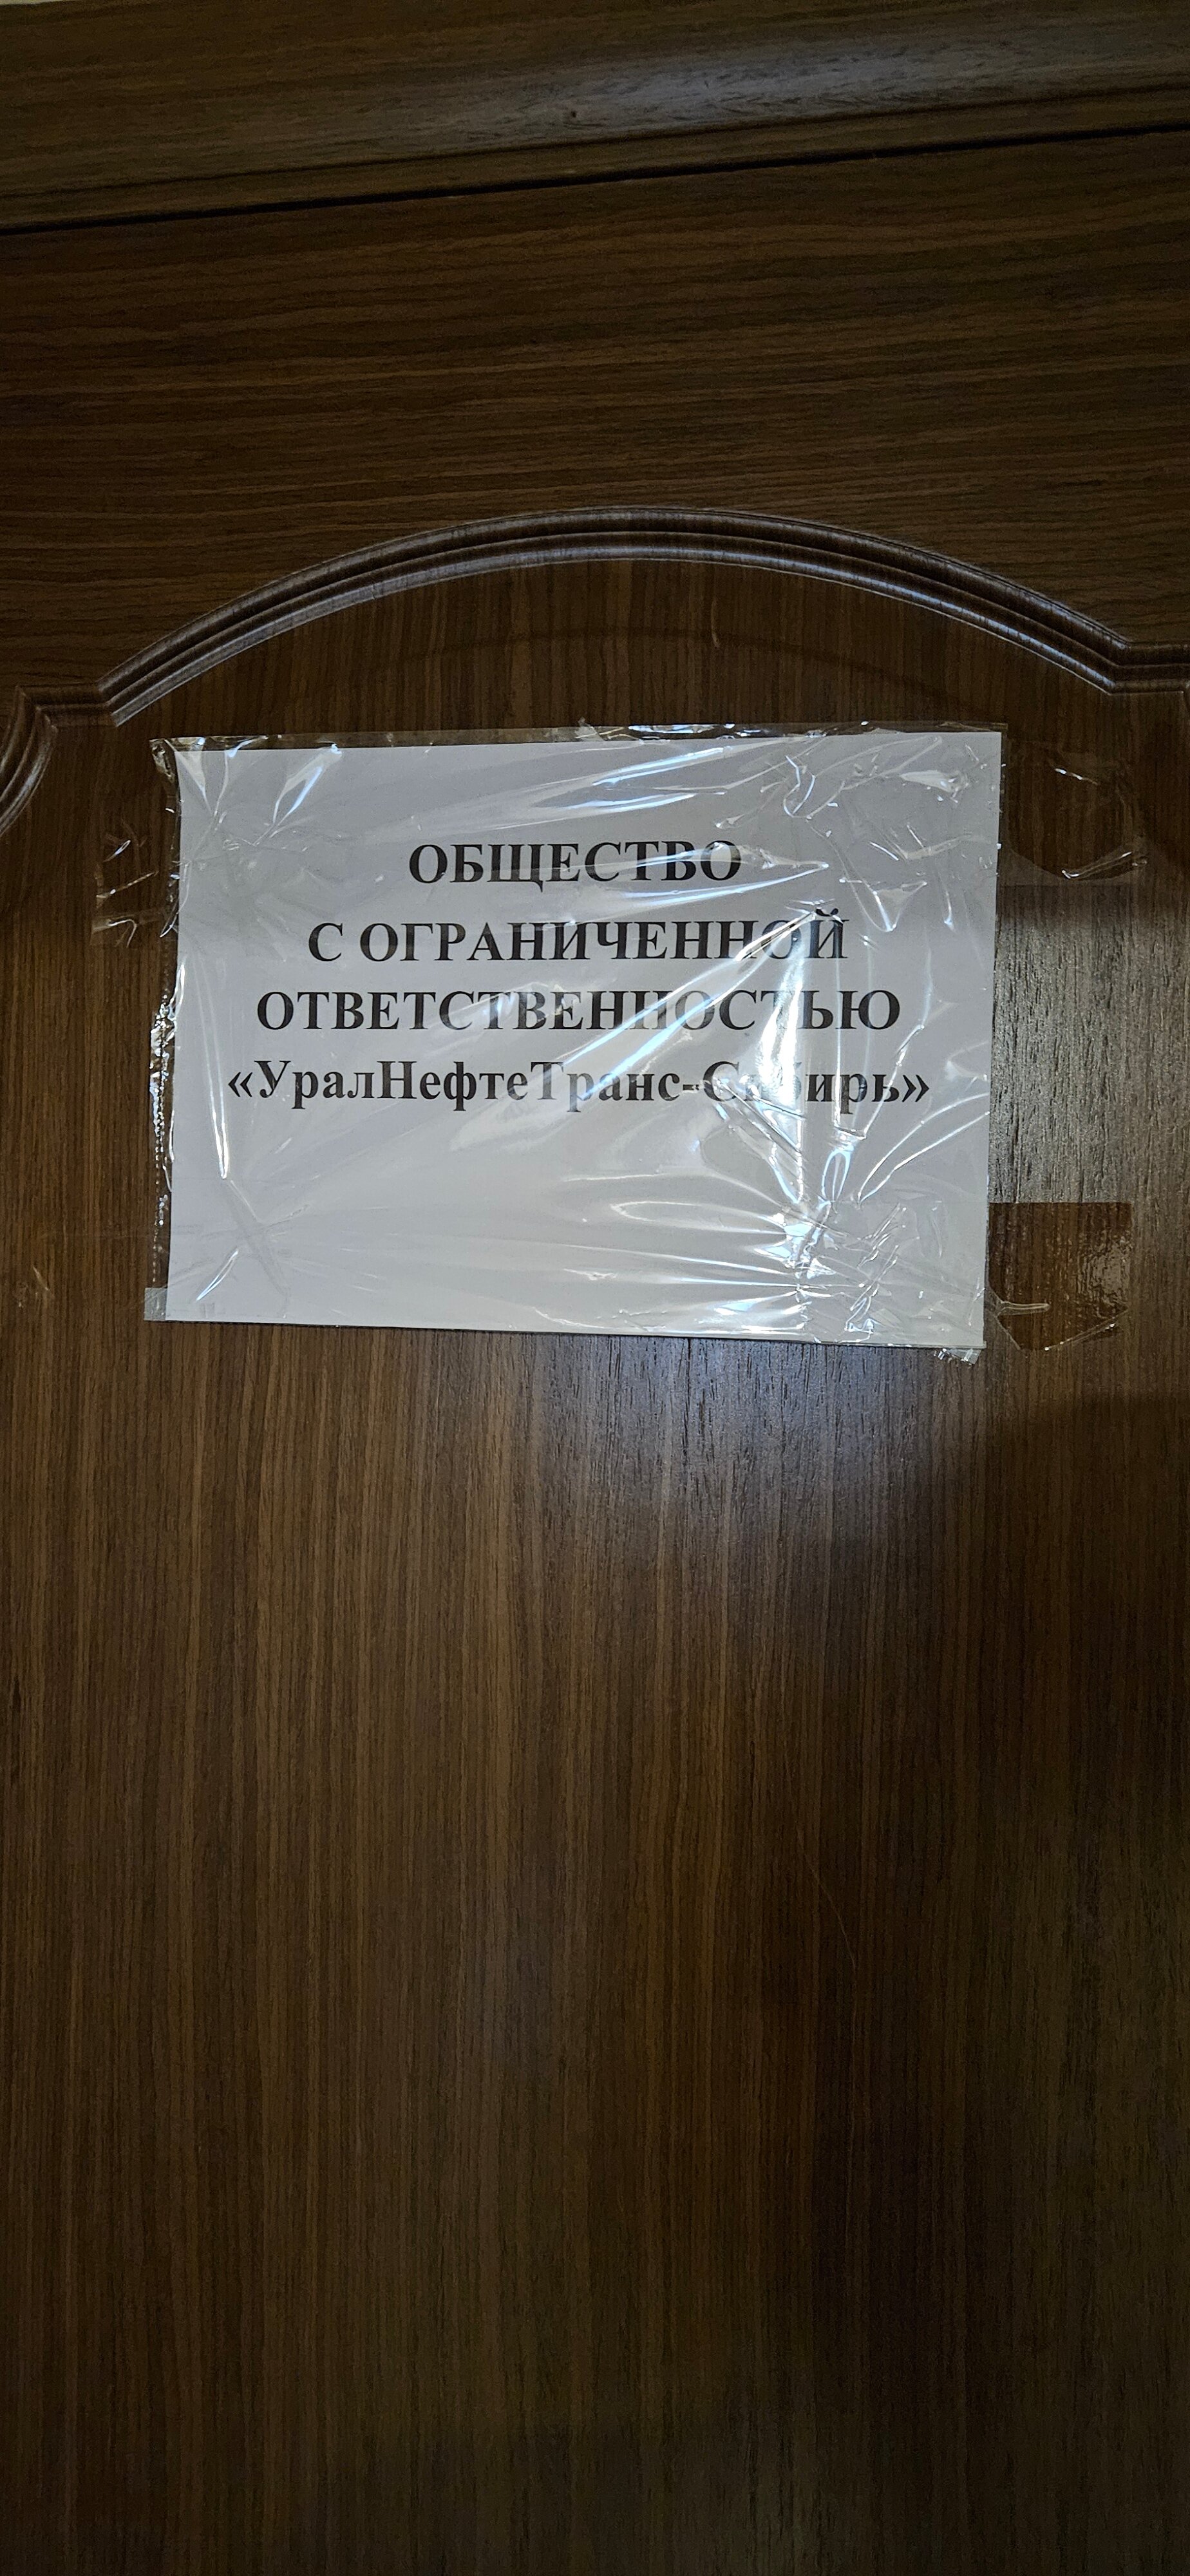 ОБЩЕСТВО
С ОГРАНИЧЕННОЙ
ОТВЕТСТВЕННОСТЬЮ
«УралНефтеТранс-Сибирь»